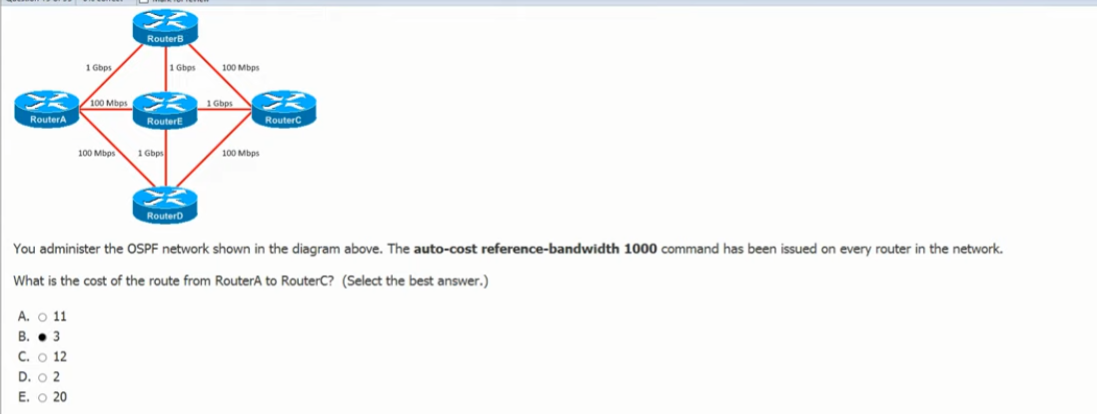 RouterB
1 Gbps
1 Gbps
100 Mbps
RouterA
100 Mbps
RouterE
1 Gbps
RouterC
100 Mbps
1 Gbps
100 Mbps
RouterD
You administer the OSPF network shown in the diagram above. The auto-cost reference-bandwidth 1000 command has been issued on every router in the network.
What is the cost of the route from RouterA to RouterC? (Select the best answer.)
A. 11
B. 3
C. 12
D. 2
E. 20